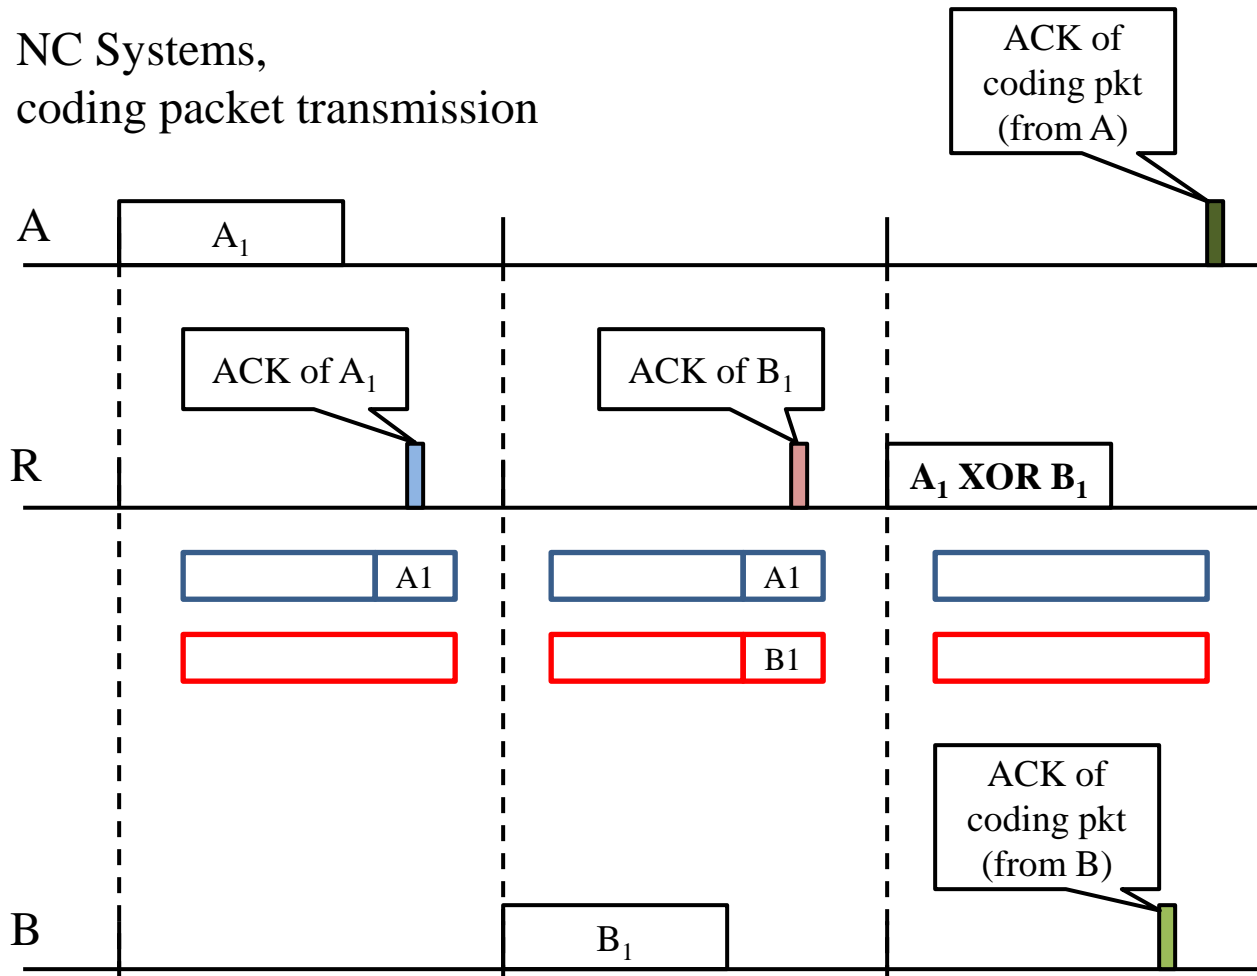 NC Systems,
coding packet transmission
ACK of
coding pkt
(from A)
A
A₁
ACK of A₁
ACK of B₁
R
A₁ XOR B₁
A1
A1
B1
ACK of
coding pkt
(from B)
B
B₁